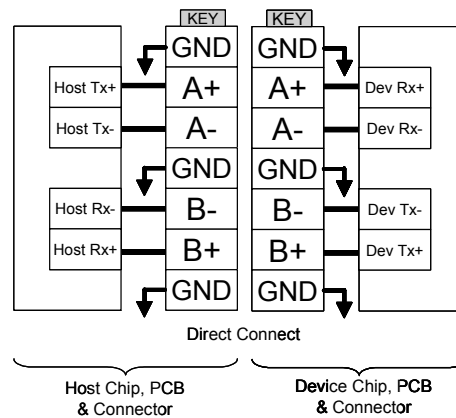 KEY KEY
GND GND
Host Tx+ A+ A+ Dev Rx+
Host Tx- A- A- Dev Rx-
GND GND
Host Rx- B- B- Dev Tx-
Host Rx+ B+ B+ Dev Tx+
GND GND
Direct Connect
Host Chip, PCB Device Chip, PCB
& Connector & Connector